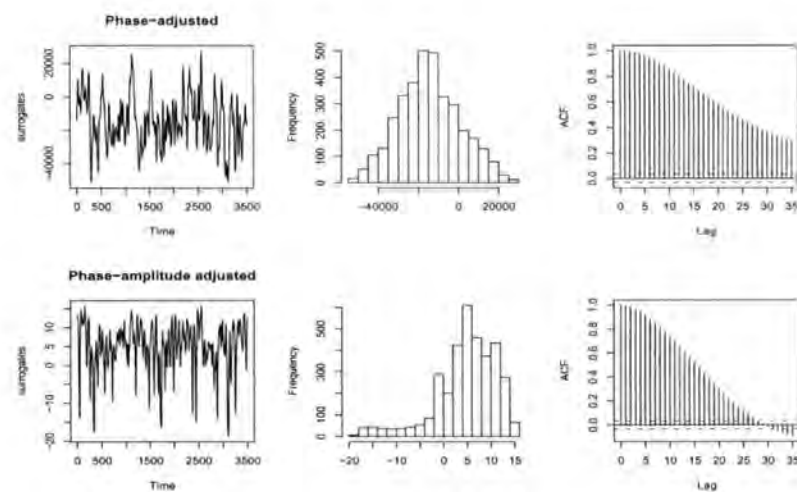 Phase-adjusted
surrogates
-40000 0 20000
0 500 1500 2500 3500
Time
Frequency
0 100 200 300 400 500
-40000 0 20000
ACF
0.0 0.2 0.4 0.6 0.8 1.0
0 5 10 15 20 25 30 35
Lag
Phase-amplitude adjusted
surrogates
-20 -10 0 5 10
0 500 1500 2500 3500
Time
Frequency
0 100 300 500
-20 -10 0 5 10 15
ACF
0.0 0.2 0.4 0.6 0.8 1.0
0 5 10 15 20 25 30 35
Lag